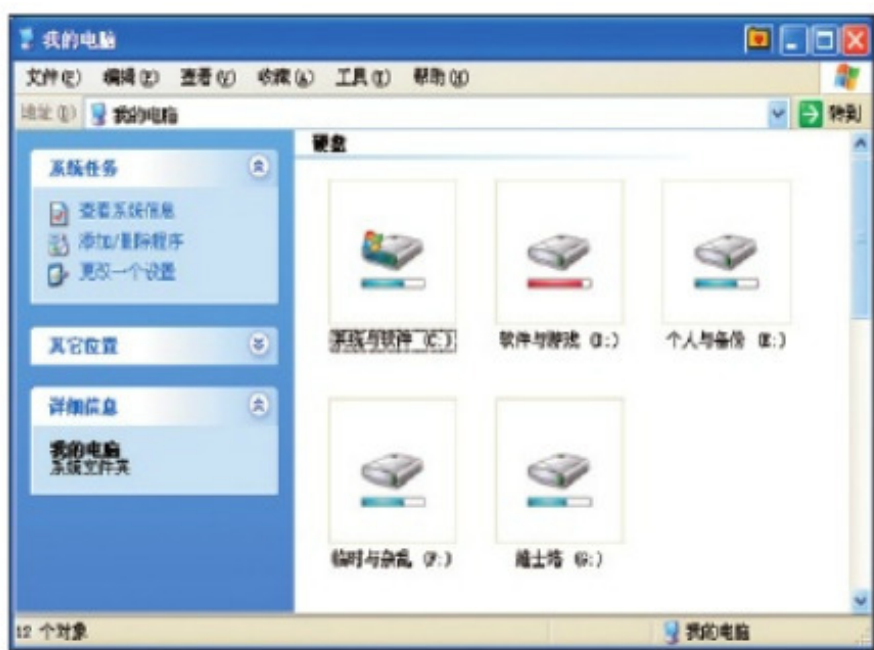 我的电脑
文件(F) 编辑(E) 查看(V) 收藏(A) 工具(T) 帮助(H)
地址(D) 我的电脑 转到
硬盘
系统任务
查看系统信息
添加/删除程序
更改一个设置
系统与软件 (C:) 软件与游戏 (D:) 个人与备份 (E:)
其它位置
详细信息
我的电脑
系统文件夹
临时与杂乱 (F:) 瑞士塔 (G:)
12 个对象 我的电脑